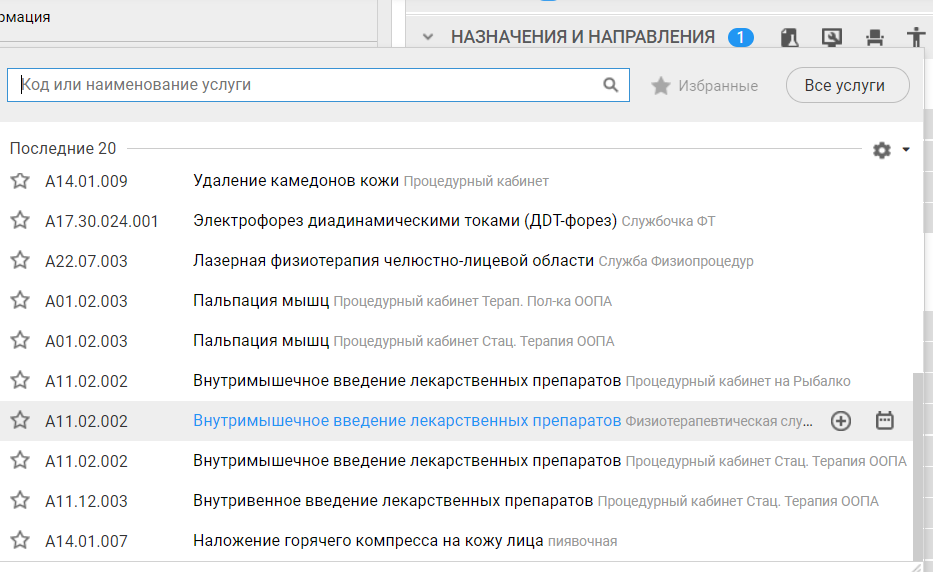 рмация
НАЗНАЧЕНИЯ И НАПРАВЛЕНИЯ 1
Код или наименование услуги
Избранные
Все услуги
Последние 20
A14.01.009 Удаление камедонов кожи Процедурный кабинет
A17.30.024.001 Электрофорез диадинамическими токами (ДДТ-форез) Службочка ФТ
A22.07.003 Лазерная физиотерапия челюстно-лицевой области Служба Физиопроцедур
A01.02.003 Пальпация мышц Процедурный кабинет Терап. Пол-ка ООПА
A01.02.003 Пальпация мышц Процедурный кабинет Стац. Терапия ООПА
A11.02.002 Внутримышечное введение лекарственных препаратов Процедурный кабинет на Рыбалко
A11.02.002 Внутримышечное введение лекарственных препаратов Физиотерапевтическая слу...
A11.02.002 Внутримышечное введение лекарственных препаратов Процедурный кабинет Стац. Терапия ООПА
A11.12.003 Внутривенное введение лекарственных препаратов Процедурный кабинет Стац. Терапия ООПА
A14.01.007 Наложение горячего компресса на кожу лица пиявочная